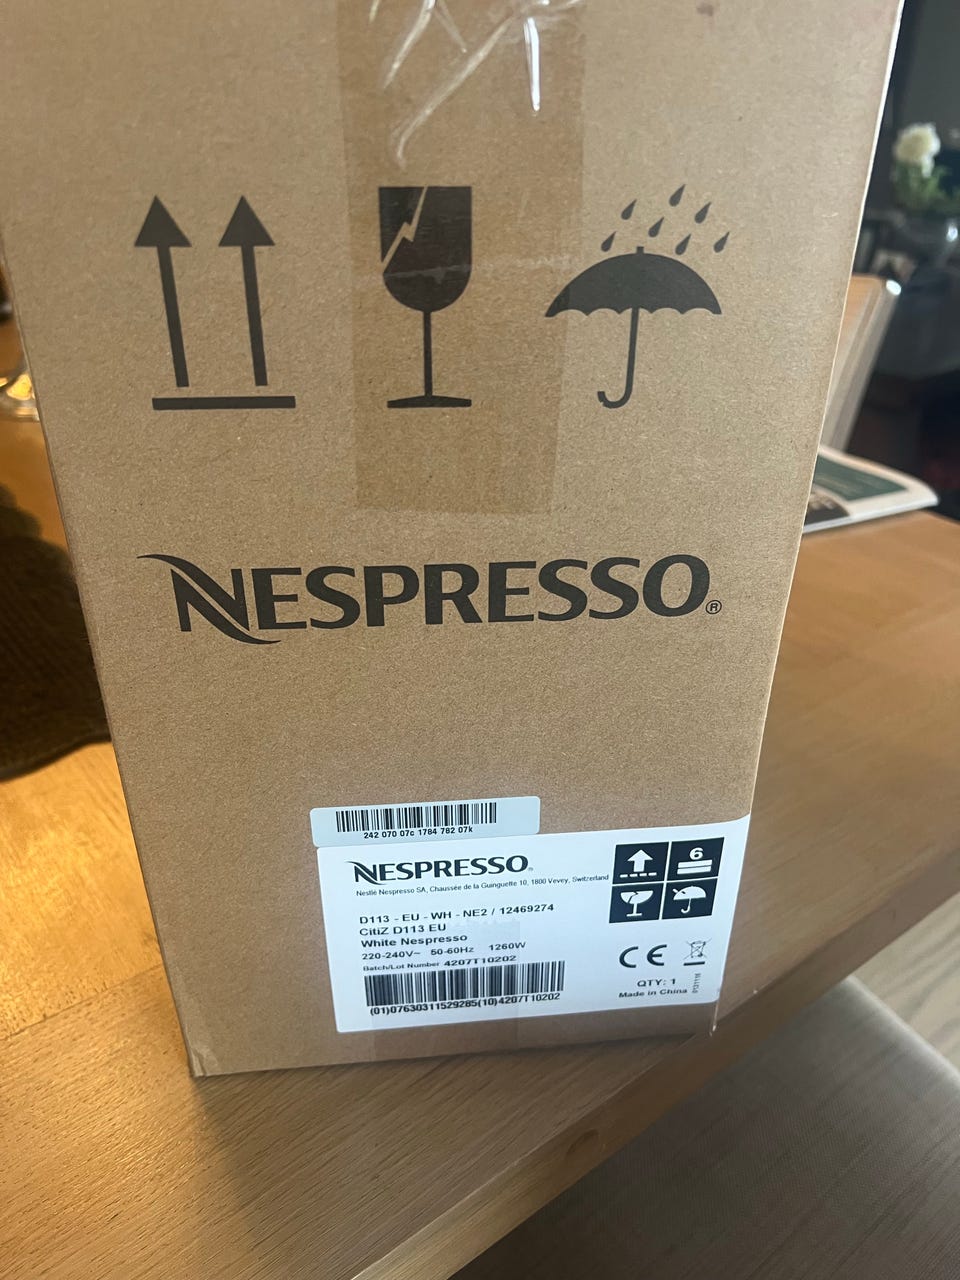 NESPRESSO®
242 070 07c 1784 782 07k
NESPRESSO®
Nestlé Nespresso SA, Chaussée de la Guinguette 10, 1800 Vevey, Switzerland
6
D113 - EU - WH - NE2 / 12469274
CitiZ D113 EU
White Nespresso
220-240V~ 50-60Hz 1260W
Batch/Lot Number 4207T10202
(01)07630311529285(10)4207T10202
CE
QTY: 1
Made in China